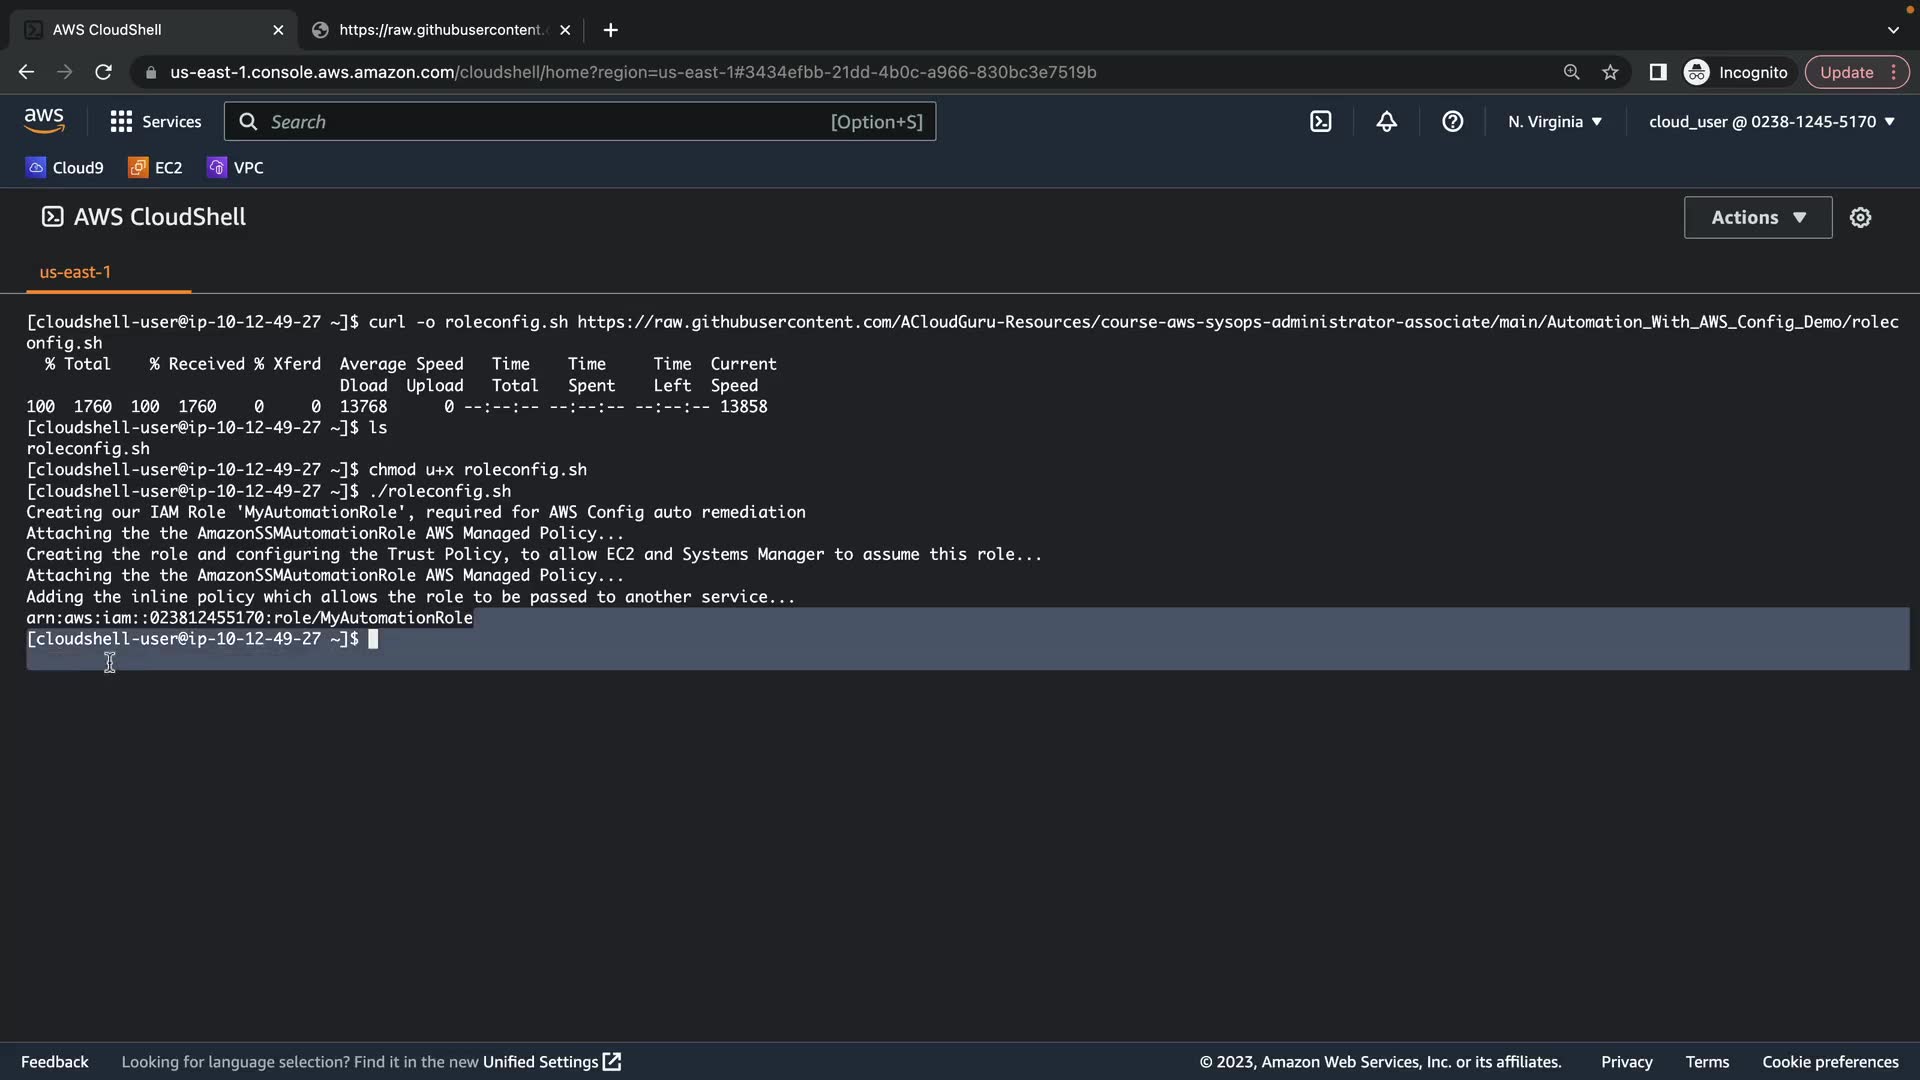 AWS CloudShell
https://raw.githubusercontent.
us-east-1.console.aws.amazon.com/cloudshell/home?region=us-east-1#3434efbb-21dd-4b0c-a966-830bc3e7519b
Incognito
Update
aws
Services
Search
[Option+S]
N. Virginia
cloud_user @ 0238-1245-5170
Cloud9
EC2
VPC
AWS CloudShell
Actions
us-east-1
[cloudshell-user@ip-10-12-49-27 ~]$ curl -o roleconfig.sh https://raw.githubusercontent.com/ACloudGuru-Resources/course-aws-sysops-administrator-associate/main/Automation_With_AWS_Config_Demo/rolec
onfig.sh
% Total % Received % Xferd Average Speed Time Time Time Current
Dload Upload Total Spent Left Speed
100 1760 100 1760 0 0 13768 0 --:--:-- --:--:-- --:--:-- 13858
[cloudshell-user@ip-10-12-49-27 ~]$ ls
roleconfig.sh
[cloudshell-user@ip-10-12-49-27 ~]$ chmod u+x roleconfig.sh
[cloudshell-user@ip-10-12-49-27 ~]$ ./roleconfig.sh
Creating our IAM Role 'MyAutomationRole', required for AWS Config auto remediation
Attaching the the AmazonSSMAutomationRole AWS Managed Policy...
Creating the role and configuring the Trust Policy, to allow EC2 and Systems Manager to assume this role...
Attaching the the AmazonSSMAutomationRole AWS Managed Policy...
Adding the inline policy which allows the role to be passed to another service...
arn:aws:iam::023812455170:role/MyAutomationRole
[cloudshell-user@ip-10-12-49-27 ~]$
Feedback
Looking for language selection? Find it in the new Unified Settings
© 2023, Amazon Web Services, Inc. or its affiliates.
Privacy
Terms
Cookie preferences